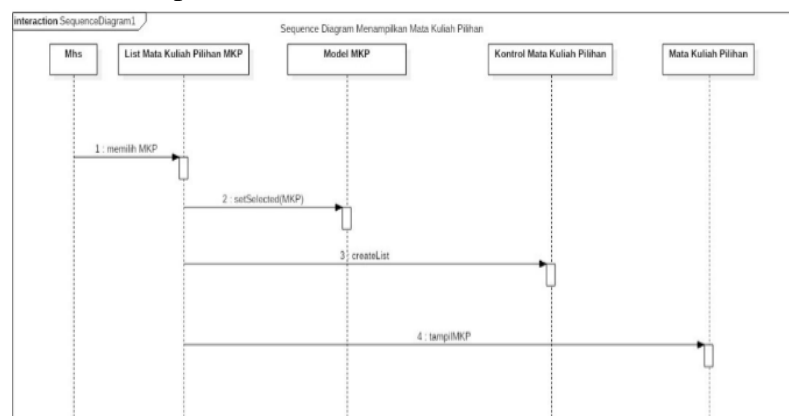 interaction SequenceDiagram1
Sequence Diagram Menampilkan Mata Kuliah Pilihan
Mhs
List Mata Kuliah Pilihan MKP
Model MKP
Kontrol Mata Kuliah Pilihan
Mata Kuliah Pilihan
1 : memilih MKP
2 : setSelected(MKP)
3 : createList
4 : tampilMKP